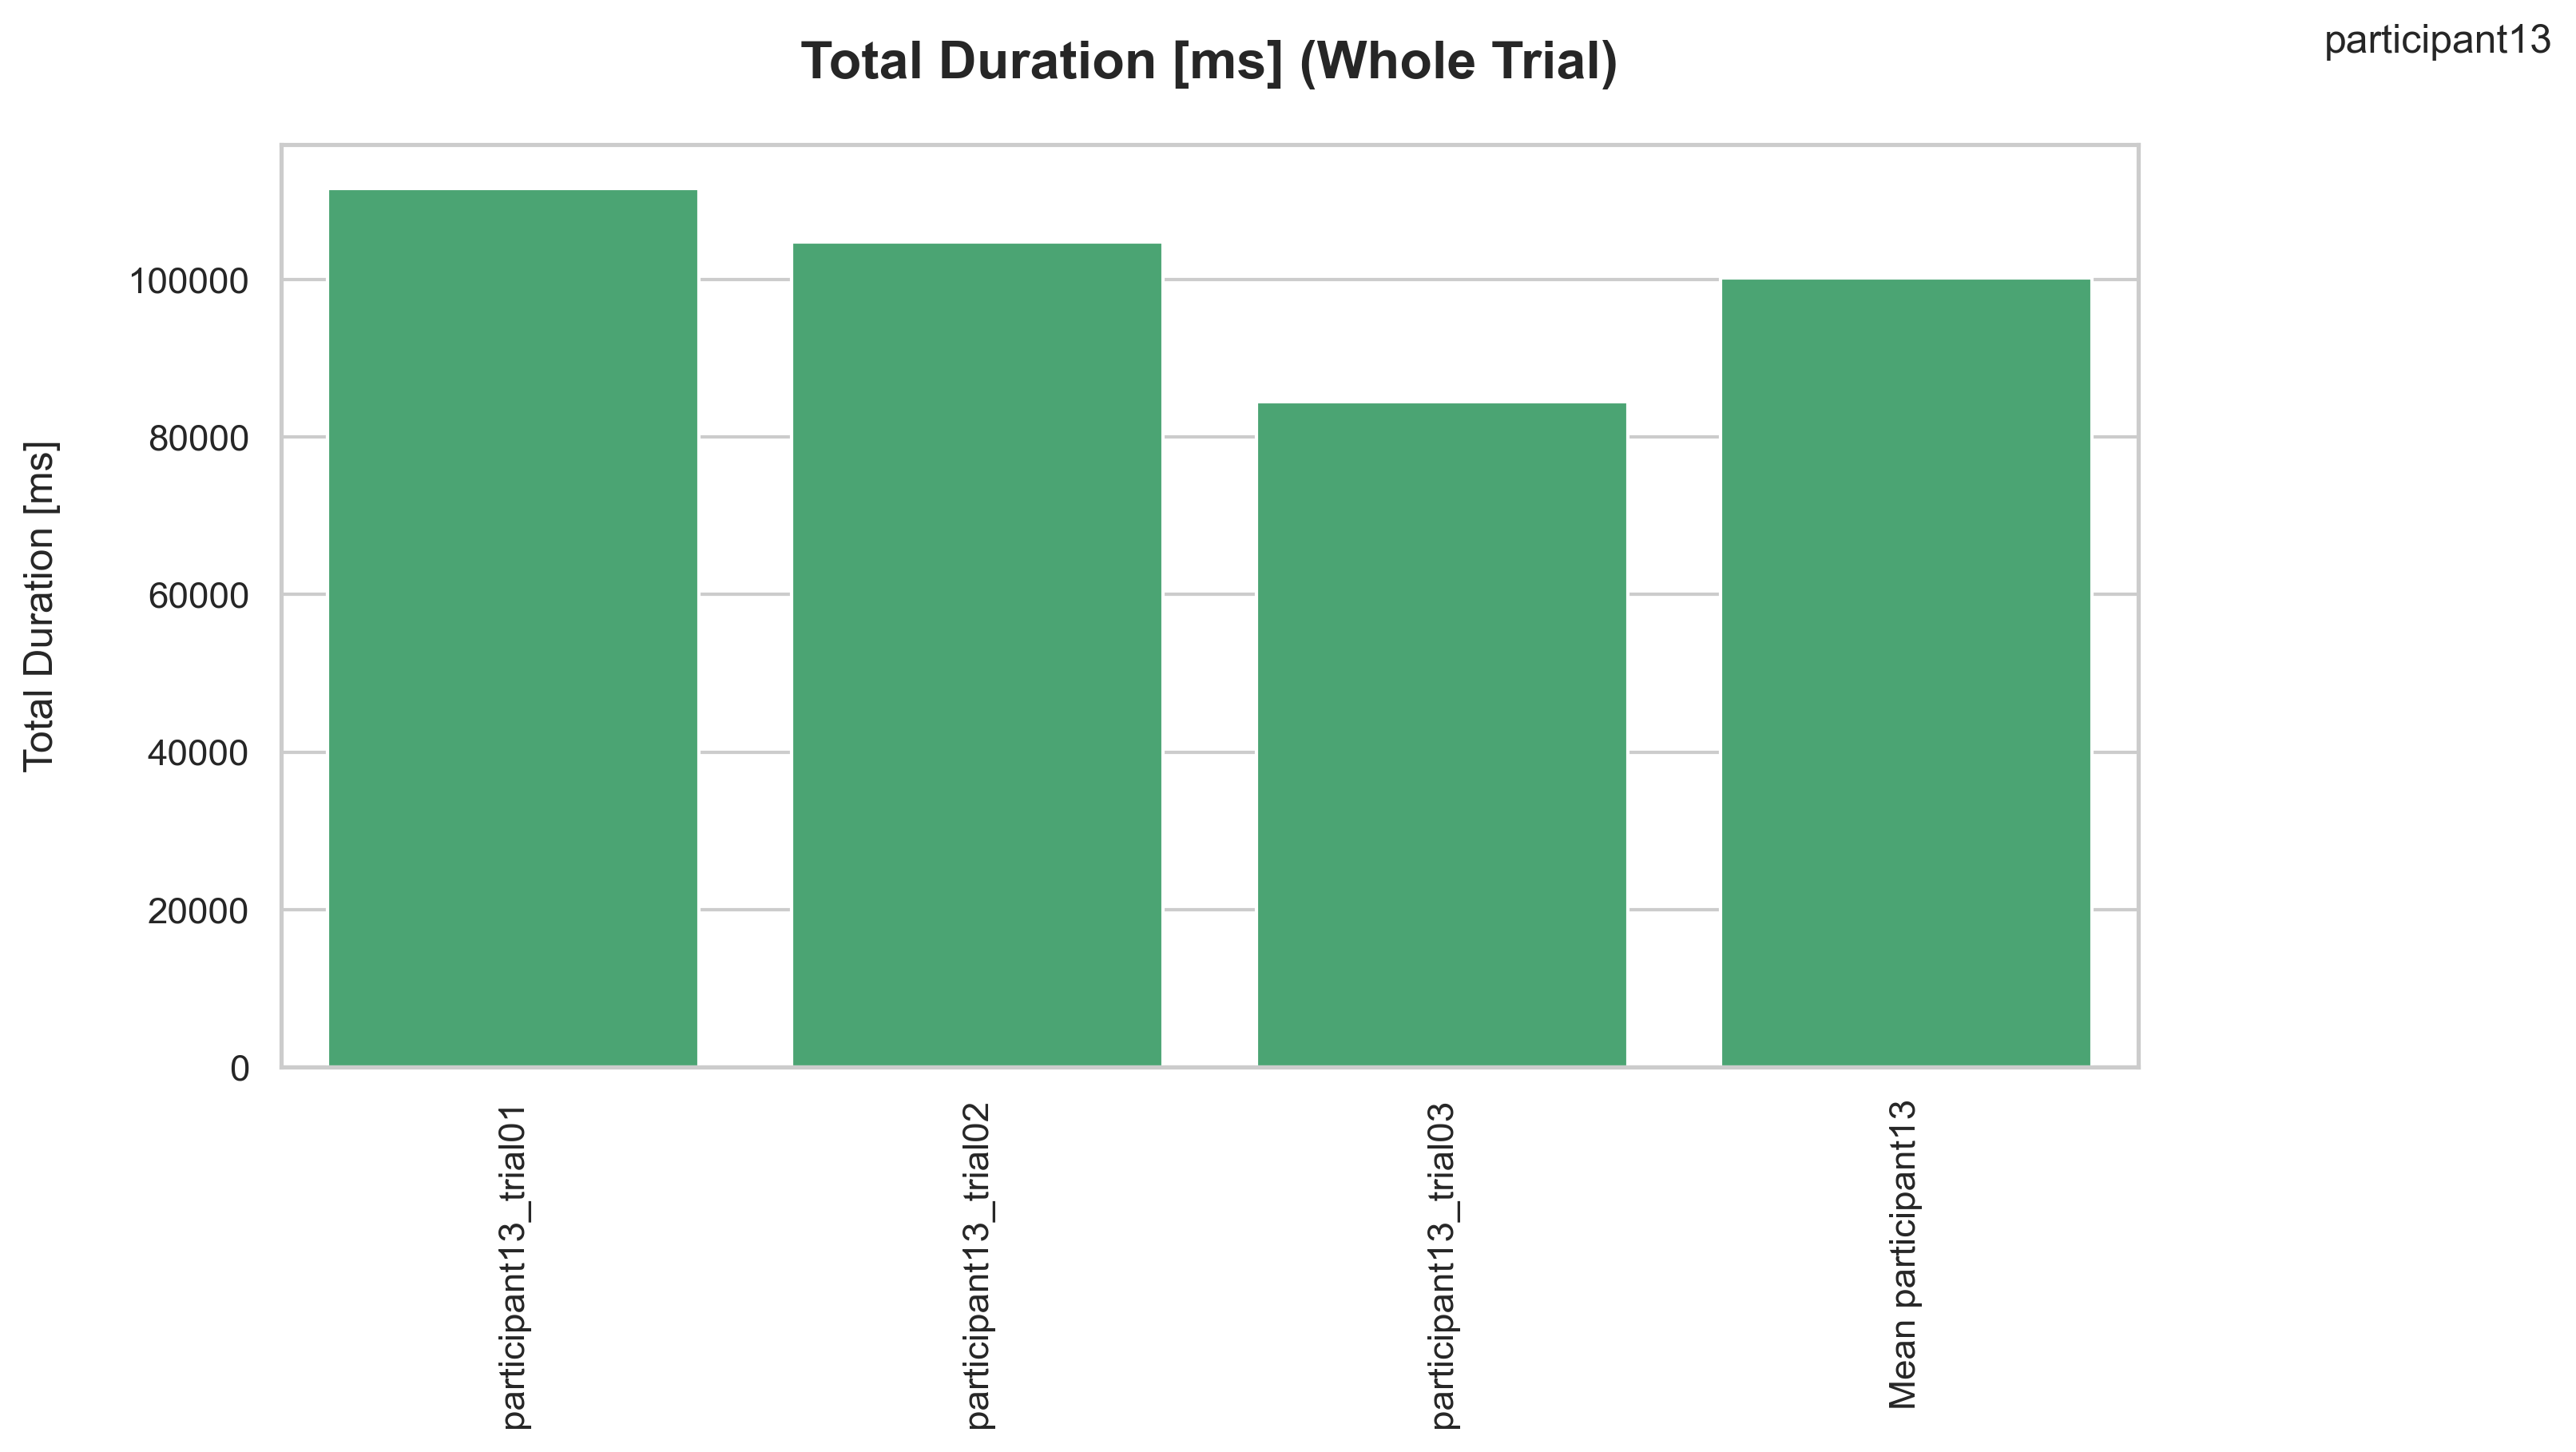 participant13
Total Duration [ms] (Whole Trial)
Total Duration [ms]
100000
80000
60000
40000
20000
0
participant13_trial01
participant13_trial02
participant13_trial03
Mean participant13